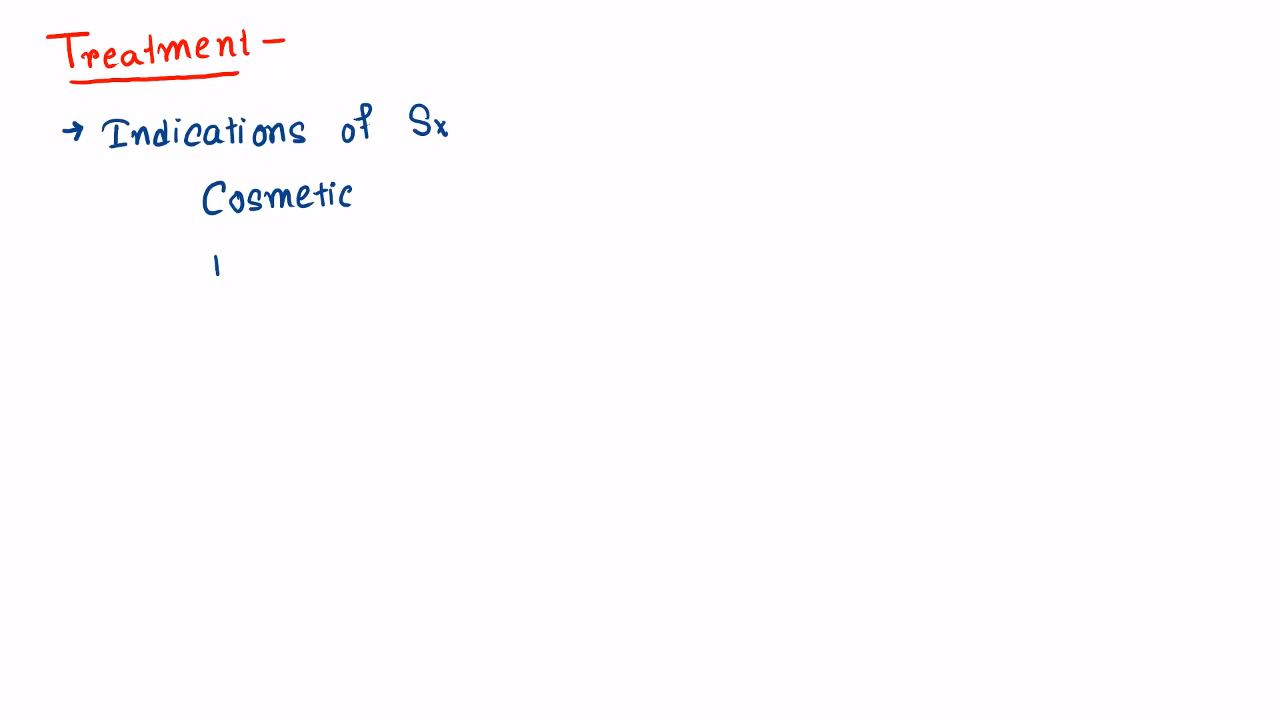 Treatment -
→ Indications of Sx
Cosmetic